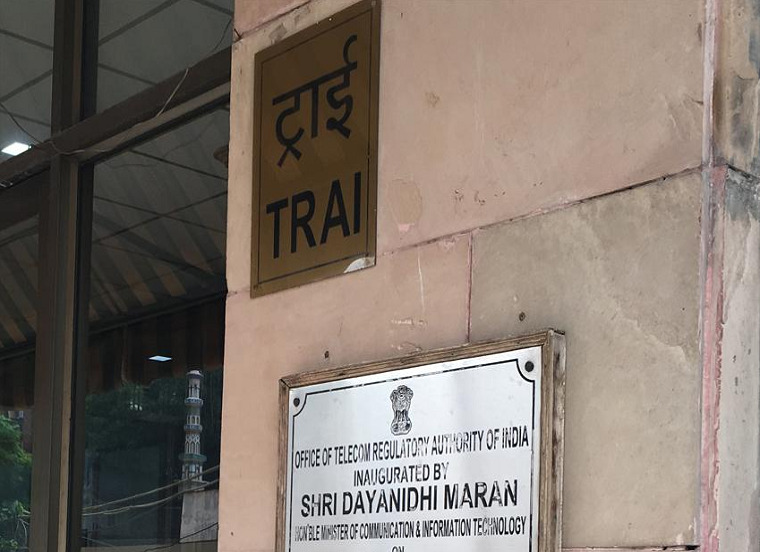 ट्राई
TRAI
OFFICE OF TELECOM REGULATORY AUTHORITY OF INDIA
INAUGURATED BY
SHRI DAYANIDHI MARAN
HON'BLE MINISTER OF COMMUNICATION & INFORMATION TECHNOLOGY
ON